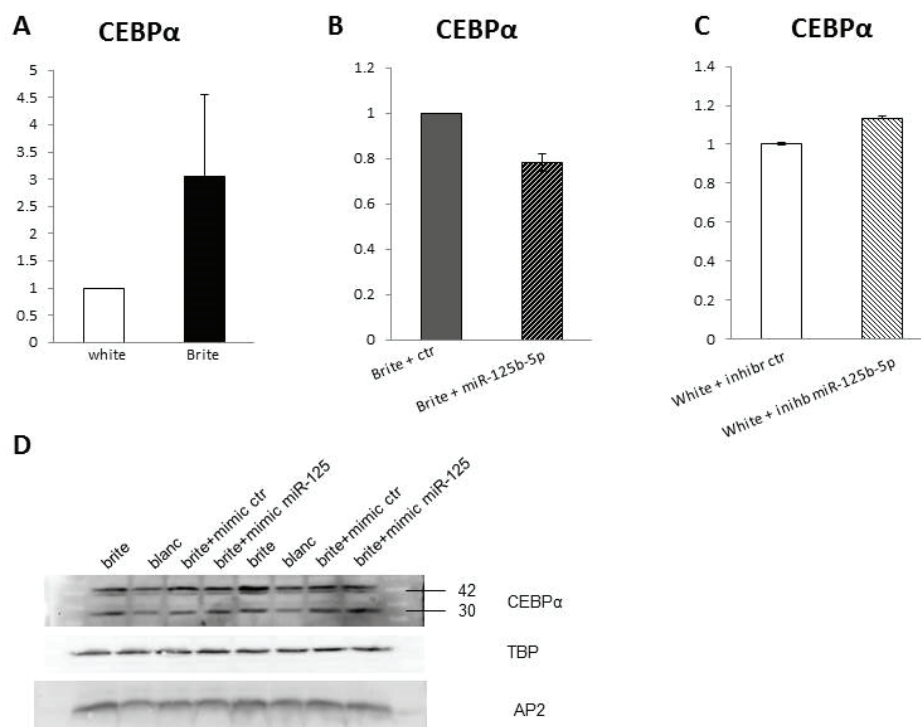 A
CEBPα
5
4.5
4
3.5
3
2.5
2
1.5
1
0.5
0
white
Brite
B
CEBPα
1.2
1
0.8
0.6
0.4
0.2
0
Brite + ctr
Brite + miR-125b-5p
C
CEBPα
1.4
1.2
1
0.8
0.6
0.4
0.2
0
White + inhibr ctr
White + inihb miR-125b-5p
D
brite
blanc
brite+mimic ctr
brite+mimic miR-125
brite
blanc
brite+mimic ctr
brite+mimic miR-125
42
30
CEBPα
TBP
AP2